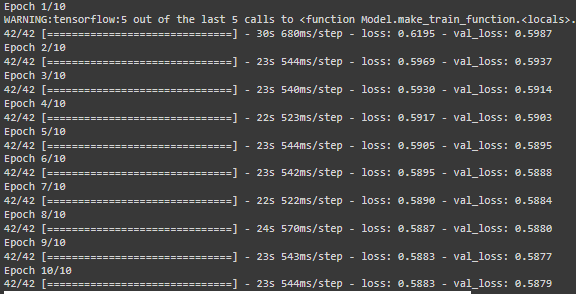 Epoch 1/10
WARNING:tensorflow:5 out of the last 5 calls to <function Model.make_train_function.<locals>.
42/42 [==============================] - 30s 680ms/step - loss: 0.6195 - val_loss: 0.5987
Epoch 2/10
42/42 [==============================] - 23s 544ms/step - loss: 0.5969 - val_loss: 0.5937
Epoch 3/10
42/42 [==============================] - 23s 540ms/step - loss: 0.5930 - val_loss: 0.5914
Epoch 4/10
42/42 [==============================] - 22s 523ms/step - loss: 0.5917 - val_loss: 0.5903
Epoch 5/10
42/42 [==============================] - 23s 544ms/step - loss: 0.5905 - val_loss: 0.5895
Epoch 6/10
42/42 [==============================] - 23s 542ms/step - loss: 0.5895 - val_loss: 0.5888
Epoch 7/10
42/42 [==============================] - 22s 522ms/step - loss: 0.5890 - val_loss: 0.5884
Epoch 8/10
42/42 [==============================] - 24s 570ms/step - loss: 0.5887 - val_loss: 0.5880
Epoch 9/10
42/42 [==============================] - 23s 543ms/step - loss: 0.5883 - val_loss: 0.5877
Epoch 10/10
42/42 [==============================] - 23s 544ms/step - loss: 0.5883 - val_loss: 0.5879